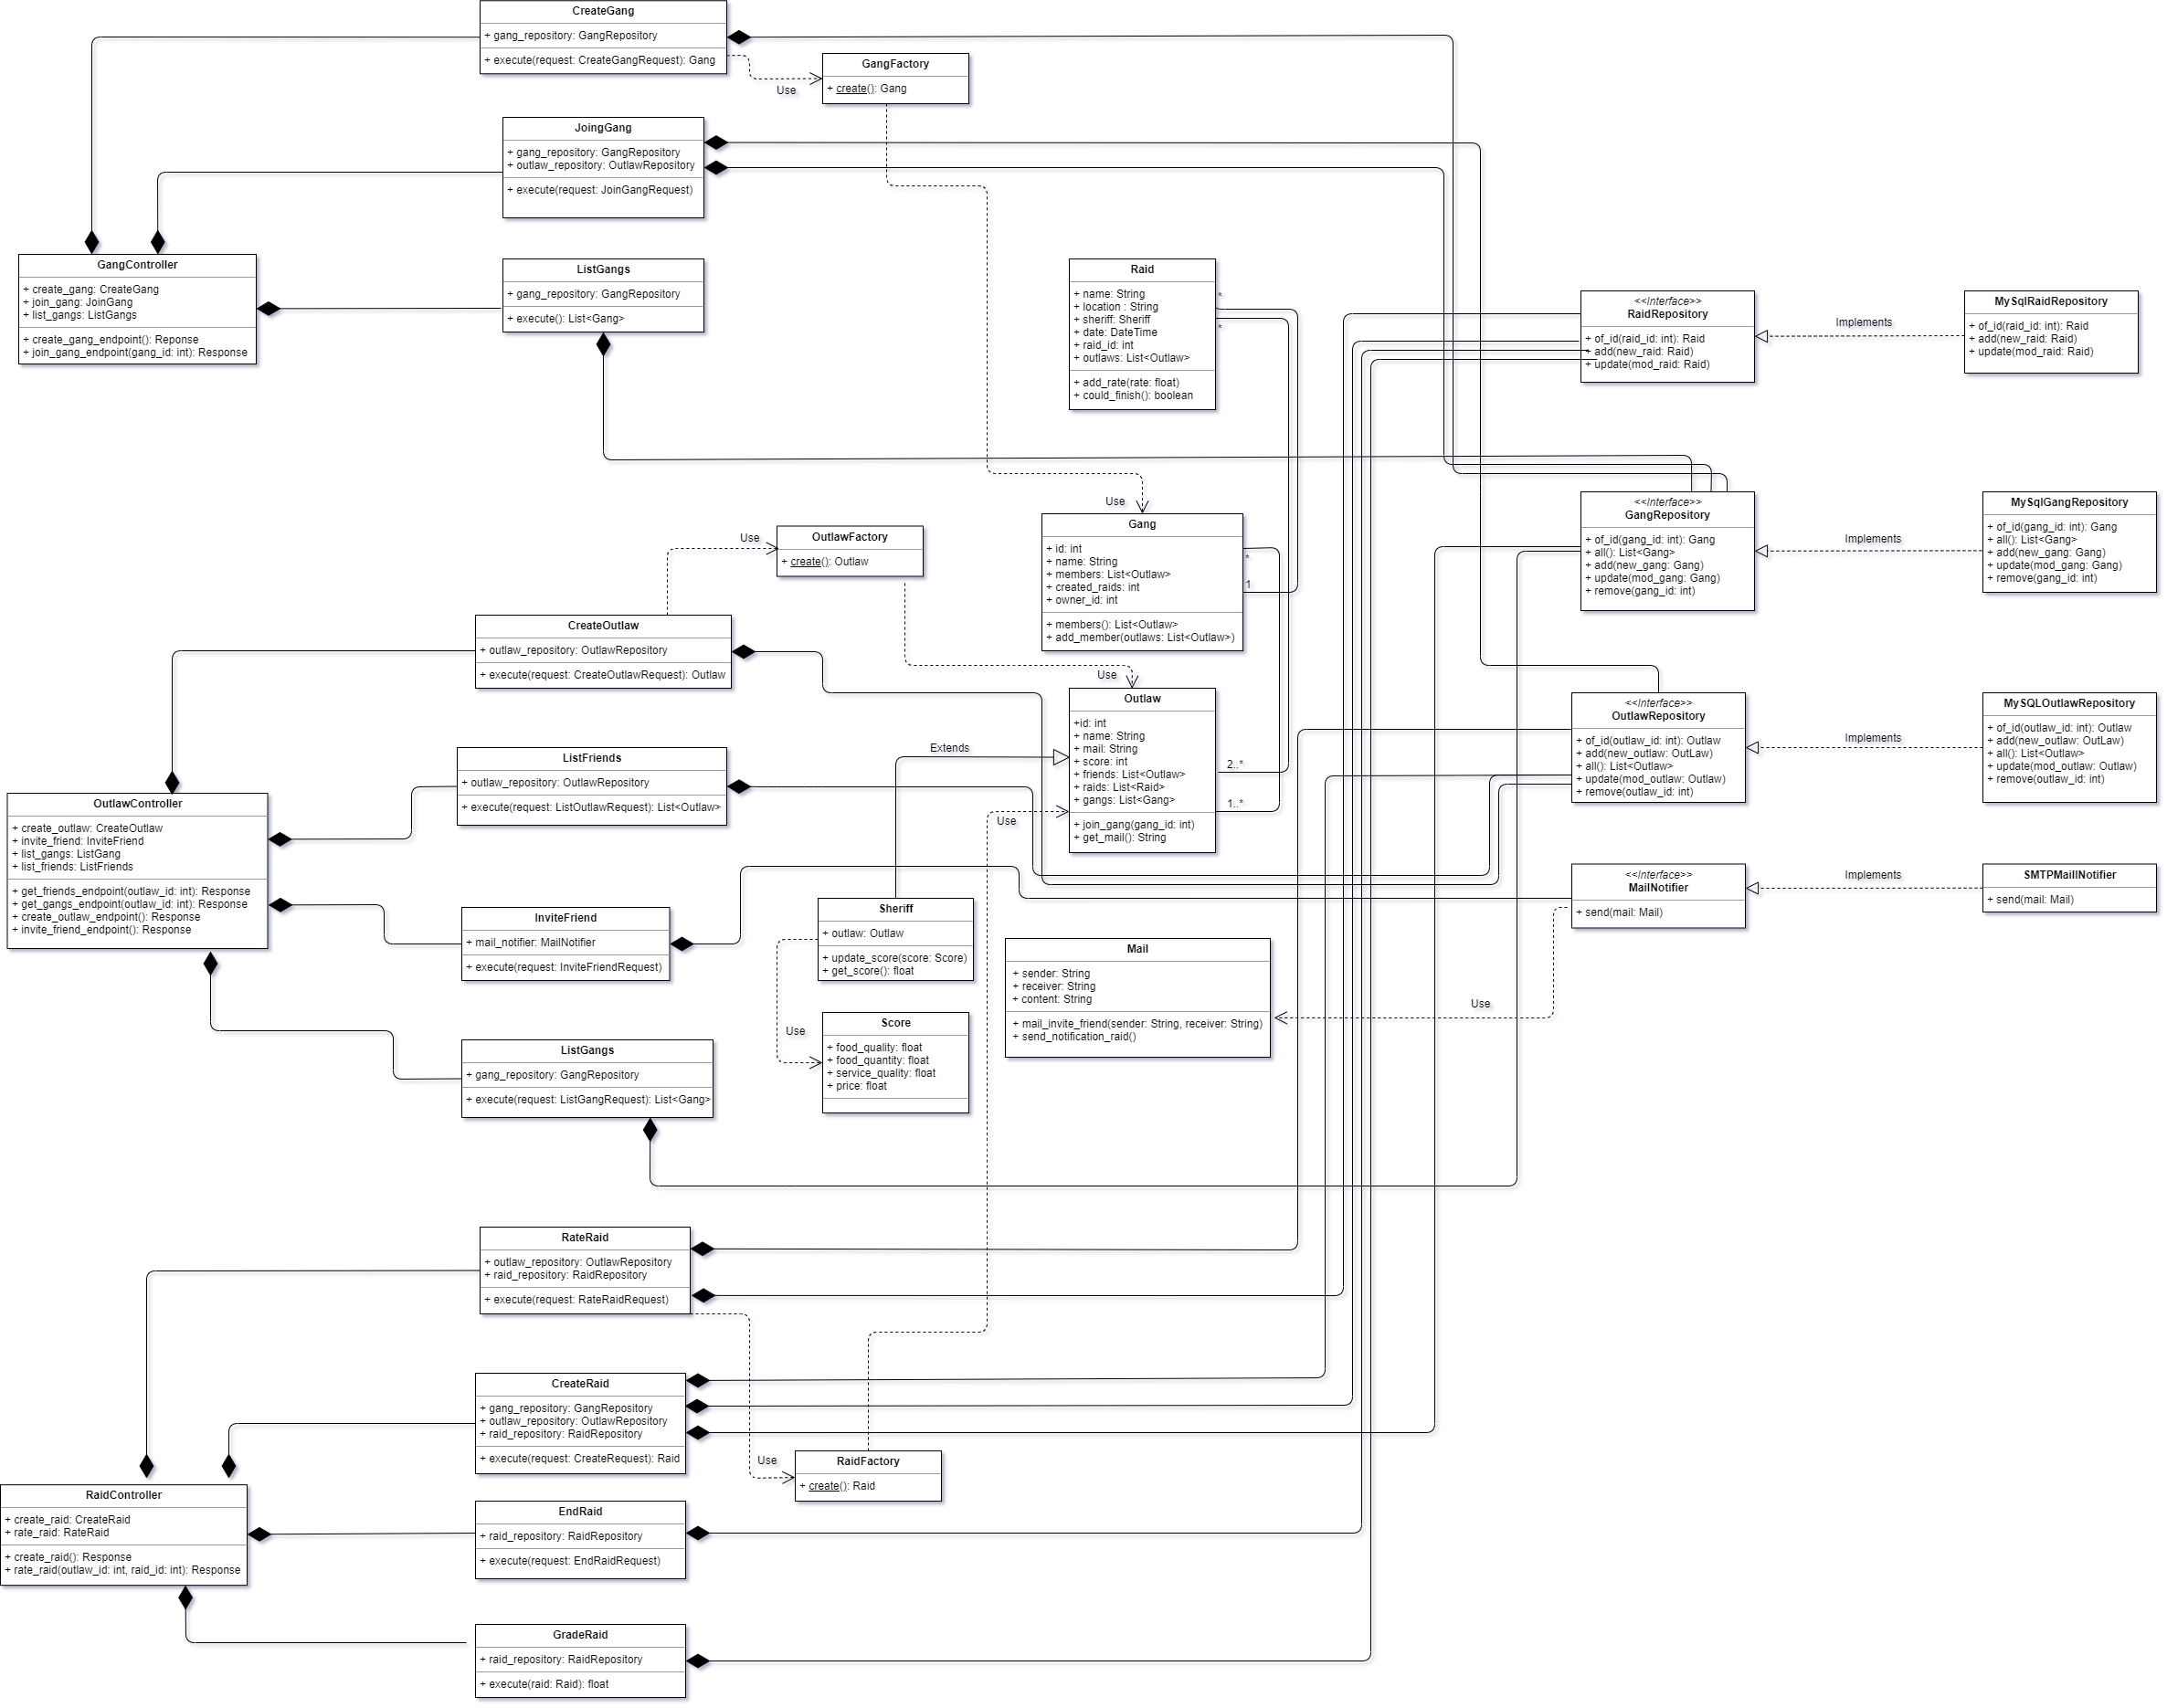 CreateGang
+ gang_repository: GangRepository
+ execute(request: CreateGangRequest): Gang
Use
GangFactory
+ create(): Gang
JoingGang
+ gang_repository: GangRepository
+ outlaw_repository: OutlawRepository
+ execute(request: JoinGangRequest)
GangController
+ create_gang: CreateGang
+ join_gang: JoinGang
+ list_gangs: ListGangs
+ create_gang_endpoint(): Reponse
+ join_gang_endpoint(gang_id: int): Response
ListGangs
+ gang_repository: GangRepository
+ execute(): List<Gang>
Raid
+ name: String
+ location : String
+ sheriff: Sheriff
+ date: DateTime
+ raid_id: int
+ outlaws: List<Outlaw>
+ add_rate(rate: float)
+ could_finish(): boolean
*
*
<<Interface>>
RaidRepository
+ of_id(raid_id: int): Raid
+ add(new_raid: Raid)
+ update(mod_raid: Raid)
Implements
MySqlRaidRepository
+ of_id(raid_id: int): Raid
+ add(new_raid: Raid)
+ update(mod_raid: Raid)
Use
Gang
+ id: int
+ name: String
+ members: List<Outlaw>
+ created_raids: int
+ owner_id: int
+ members(): List<Outlaw>
+ add_member(outlaws: List<Outlaw>)
*
1
<<Interface>>
GangRepository
+ of_id(gang_id: int): Gang
+ all(): List<Gang>
+ add(new_gang: Gang)
+ update(mod_gang: Gang)
+ remove(gang_id: int)
Implements
MySqlGangRepository
+ of_id(gang_id: int): Gang
+ all(): List<Gang>
+ add(new_gang: Gang)
+ update(mod_gang: Gang)
+ remove(gang_id: int)
Use
OutlawFactory
+ create(): Outlaw
CreateOutlaw
+ outlaw_repository: OutlawRepository
+ execute(request: CreateOutlawRequest): Outlaw
Use
Outlaw
+id: int
+ name: String
+ mail: String
+ score: int
+ friends: List<Outlaw>
+ raids: List<Raid>
+ gangs: List<Gang>
+ join_gang(gang_id: int)
+ get_mail(): String
2..*
1..*
Extends
Use
<<Interface>>
OutlawRepository
+ of_id(outlaw_id: int): Outlaw
+ add(new_outlaw: OutLaw)
+ all(): List<Outlaw>
+ update(mod_outlaw: Outlaw)
+ remove(outlaw_id: int)
Implements
MySQLOutlawRepository
+ of_id(outlaw_id: int): Outlaw
+ add(new_outlaw: OutLaw)
+ all(): List<Outlaw>
+ update(mod_outlaw: Outlaw)
+ remove(outlaw_id: int)
ListFriends
+ outlaw_repository: OutlawRepository
+ execute(request: ListOutlawRequest): List<Outlaw>
OutlawController
+ create_outlaw: CreateOutlaw
+ invite_friend: InviteFriend
+ list_gangs: ListGang
+ list_friends: ListFriends
+ get_friends_endpoint(outlaw_id: int): Response
+ get_gangs_endpoint(outlaw_id: int): Response
+ create_outlaw_endpoint(): Response
+ invite_friend_endpoint(): Response
InviteFriend
+ mail_notifier: MailNotifier
+ execute(request: InviteFriendRequest)
Sheriff
+ outlaw: Outlaw
+ update_score(score: Score)
+ get_score(): float
Use
Score
+ food_quality: float
+ food_quantity: float
+ service_quality: float
+ price: float
Mail
+ sender: String
+ receiver: String
+ content: String
+ mail_invite_friend(sender: String, receiver: String)
+ send_notification_raid()
Use
<<Interface>>
MailNotifier
+ send(mail: Mail)
Implements
SMTPMaillNotifier
+ send(mail: Mail)
ListGangs
+ gang_repository: GangRepository
+ execute(request: ListGangRequest): List<Gang>
RateRaid
+ outlaw_repository: OutlawRepository
+ raid_repository: RaidRepository
+ execute(request: RateRaidRequest)
CreateRaid
+ gang_repository: GangRepository
+ outlaw_repository: OutlawRepository
+ raid_repository: RaidRepository
+ execute(request: CreateRequest): Raid
Use
RaidFactory
+ create(): Raid
RaidController
+ create_raid: CreateRaid
+ rate_raid: RateRaid
+ create_raid(): Response
+ rate_raid(outlaw_id: int, raid_id: int): Response
EndRaid
+ raid_repository: RaidRepository
+ execute(request: EndRaidRequest)
GradeRaid
+ raid_repository: RaidRepository
+ execute(raid: Raid): float